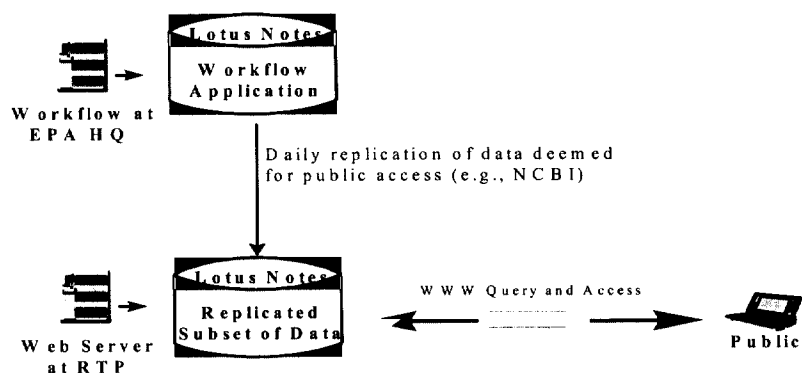 Lotus Notes
Workflow
Application
Workflow at
EPA HQ
Daily replication of data deemed
for public access (e.g., NCBI)
Lotus Notes
Replicated
Subset of Data
Web Server
at RTP
WWW Query and Access
Public